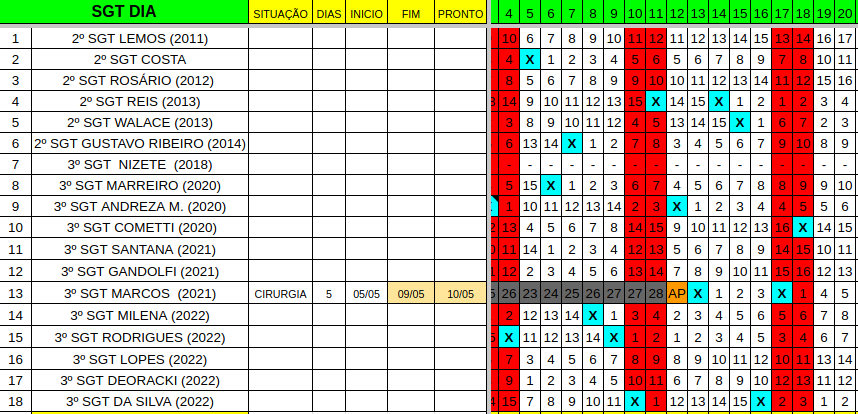 SGT DIA SITUAÇÃO DIAS INICIO FIM PRONTO 4 5 6 7 8 9 10 11 12 13 14 15 16 17 18 19 20
1 2º SGT LEMOS (2011) 10 6 7 8 9 10 11 12 11 12 13 14 15 13 14 16 17
2 2º SGT COSTA 4 X 1 2 3 4 5 6 5 6 7 8 9 7 8 10 11
3 2º SGT ROSÁRIO (2012) 8 5 6 7 8 9 9 10 10 11 12 13 14 11 12 15 16
4 2º SGT REIS (2013) 14 9 10 11 12 13 15 X 14 15 X 1 2 1 2 3 4
5 2º SGT WALACE (2013) 3 8 9 10 11 12 4 5 13 14 15 X 1 6 7 2 3
6 2º SGT GUSTAVO RIBEIRO (2014) 6 13 14 X 1 2 7 8 3 4 5 6 7 9 10 8 9
7 3º SGT NIZETE (2018) - - - - - - - - - - - - - - - - -
8 3º SGT MARREIRO (2020) 5 15 X 1 2 3 6 7 4 5 6 7 8 8 9 9 10
9 3º SGT ANDREZA M. (2020) 1 10 11 12 13 14 2 3 X 1 2 3 4 4 5 5 6
10 3º SGT COMETTI (2020) 13 4 5 6 7 8 14 15 9 10 11 12 13 16 X 14 15
11 3º SGT SANTANA (2021) 11 14 1 2 3 4 12 13 5 6 7 8 9 14 15 10 11
12 3º SGT GANDOLFI (2021) 12 2 3 4 5 6 13 14 7 8 9 10 11 15 16 12 13
13 3º SGT MARCOS (2021) CIRURGIA 5 05/05 09/05 10/05 26 23 24 25 26 27 27 28 AP X 1 2 3 X 1 4 5
14 3º SGT MILENA (2022) 2 12 13 14 X 1 3 4 2 3 4 5 6 5 6 7 8
15 3º SGT RODRIGUES (2022) X 11 12 13 14 X 1 2 1 2 3 4 5 3 4 6 7
16 3º SGT LOPES (2022) 7 3 4 5 6 7 8 9 8 9 10 11 12 10 11 13 14
17 3º SGT DEORACKI (2022) 9 1 2 3 4 5 10 11 6 7 8 9 10 12 13 11 12
18 3º SGT DA SILVA (2022) 15 7 8 9 10 11 X 1 12 13 14 15 X 2 3 1 2